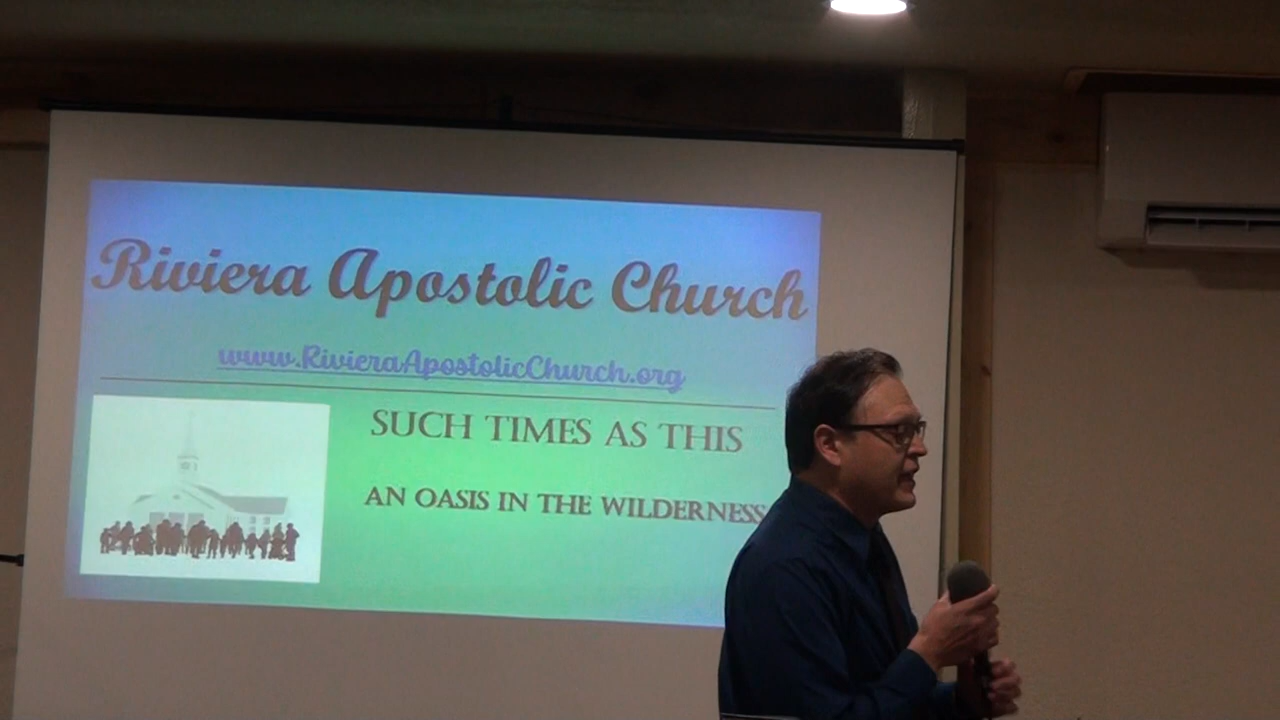 Riviera Apostolic Church
www.RivieraApostolicChurch.org
SUCH TIMES AS THIS
AN OASIS IN THE WILDERNESS